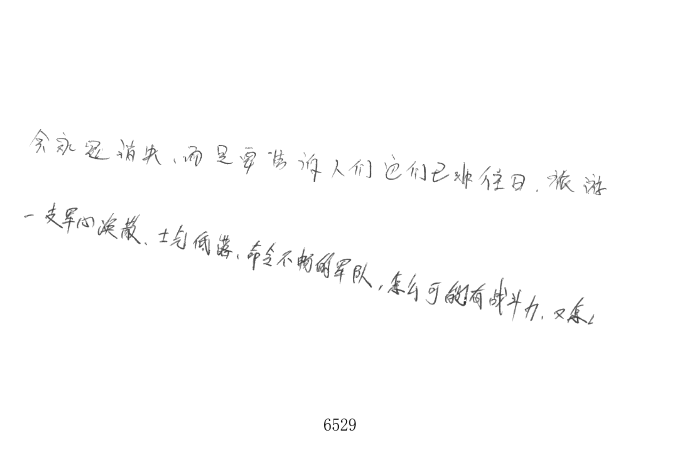 会永远消失,而是要告诉人们它们已非往日.旅游
一支军心涣散、士气低落、命令不畅的军队,怎么可能有战斗力.又怎么
6529